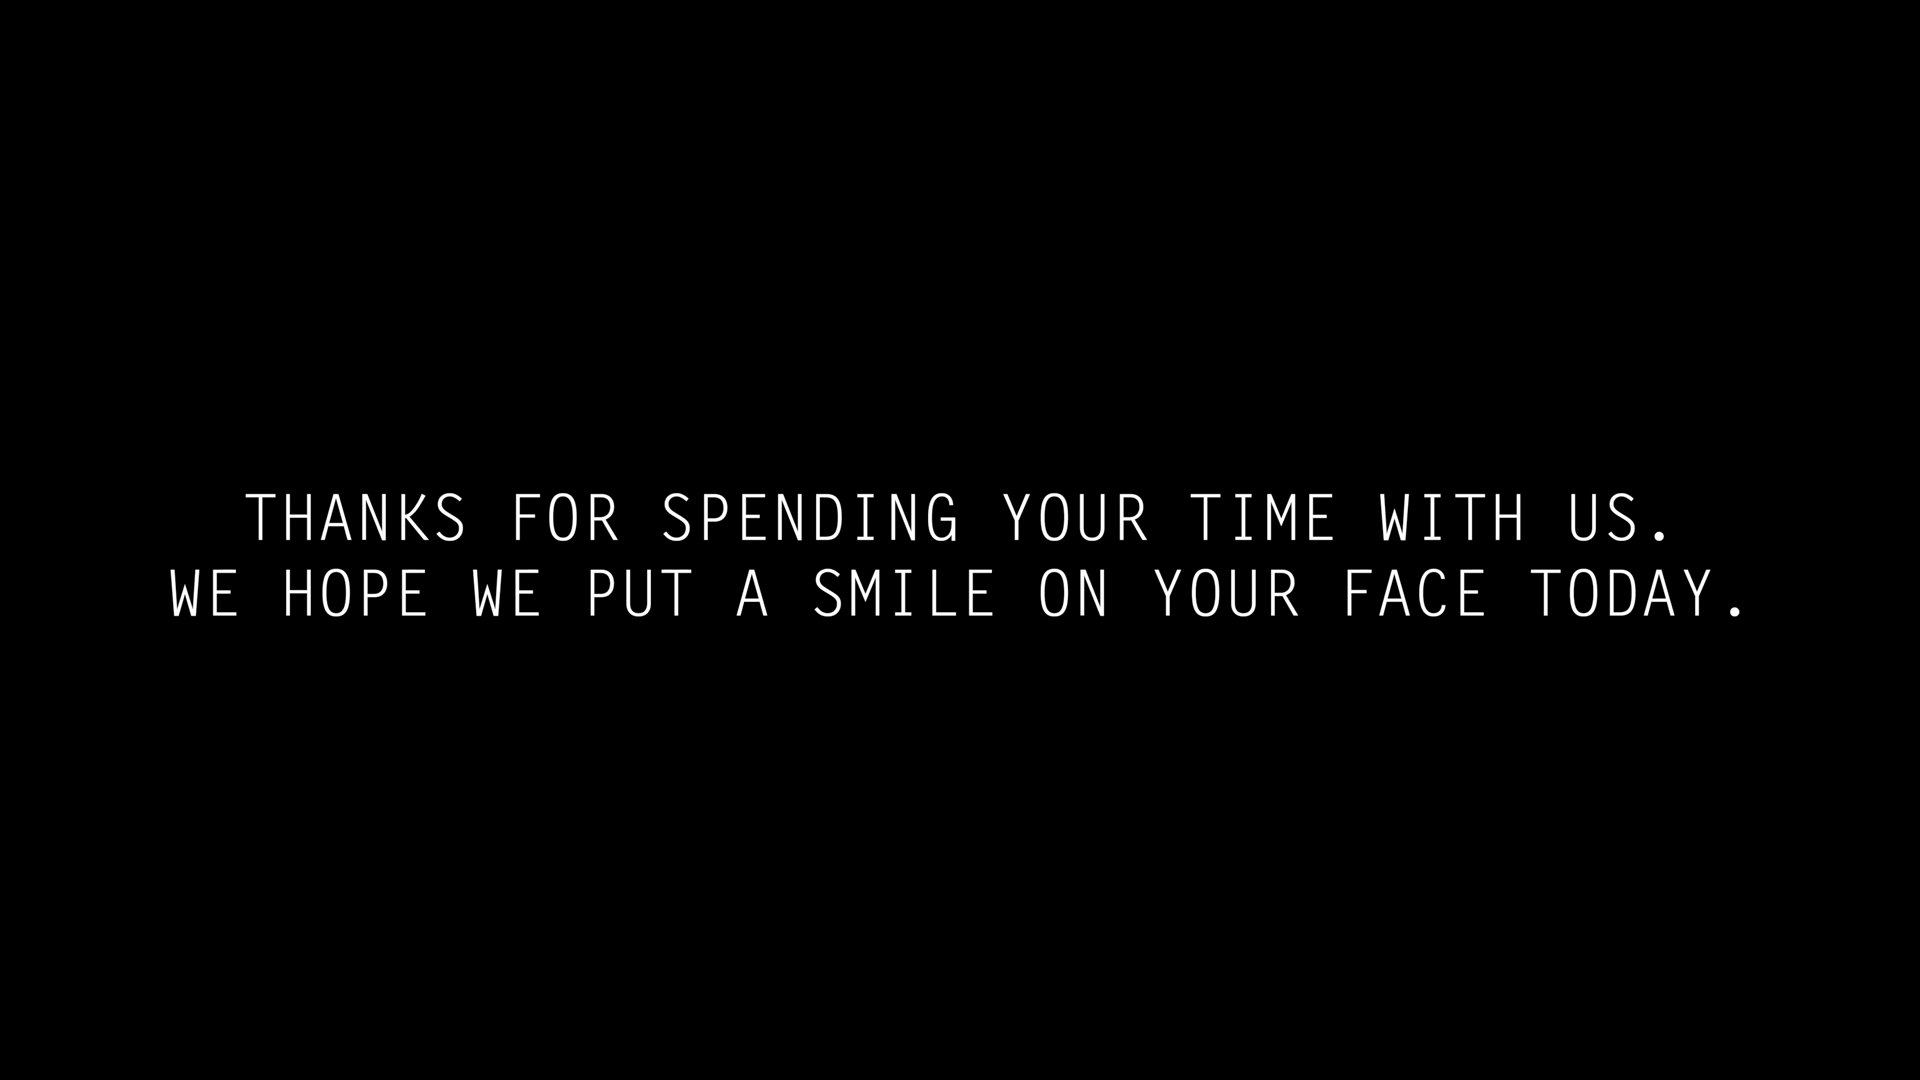 THANKS FOR SPENDING YOUR TIME WITH US.
WE HOPE WE PUT A SMILE ON YOUR FACE TODAY.